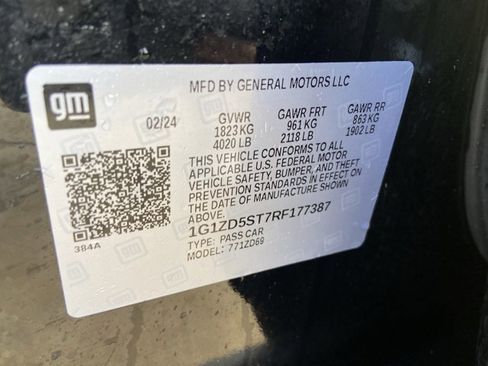 MFD BY GENERAL MOTORS LLC
gm
02/24 GVWR GAWR FRT GAWR RR
1823 KG 961 KG 863 KG
4020 LB 2118 LB 1902 LB
THIS VEHICLE CONFORMS TO ALL
APPLICABLE U.S. FEDERAL MOTOR
VEHICLE SAFETY, BUMPER, AND THEFT
PREVENTION STANDARDS IN EFFECT ON
THE DATE OF MANUFACTURE SHOWN
ABOVE.
384A
1G1ZD5ST7RF177387
TYPE: PASS CAR
MODEL: 771ZD69